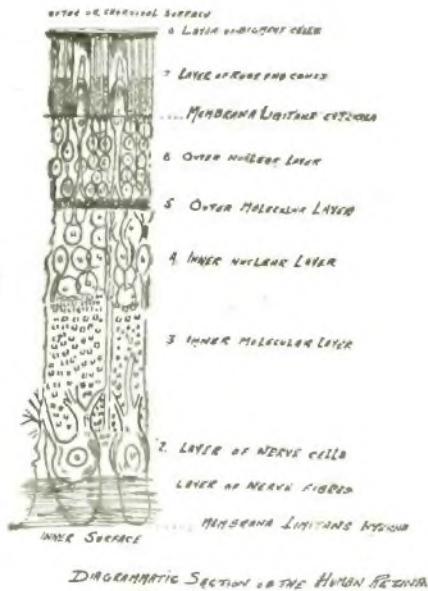 OUTER OR CHOROIDAL SURFACE
8 LAYER OF PIGMENT CELLS
7 LAYER OF RODS AND CONES
MEMBRANA LIMITANS EXTERNA
6 OUTER NUCLEAR LAYER
5 OUTER MOLECULAR LAYER
4 INNER NUCLEAR LAYER
3 INNER MOLECULAR LAYER
2. LAYER OF NERVE CELLS
LAYER OF NERVE FIBRES
MEMBRANA LIMITANS INTERNA
INNER SURFACE
DIAGRAMMATIC SECTION OF THE HUMAN RETINA